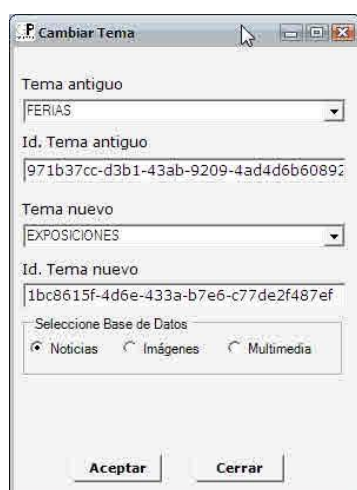 P Cambiar Tema
Tema antiguo
FERIAS
Id. Tema antiguo
971b37cc-d3b1-43ab-9209-4ad4d6b60892
Tema nuevo
EXPOSICIONES
Id. Tema nuevo
1bc8615f-4d6e-433a-b7e6-c77de2f487ef
Seleccione Base de Datos
Noticias Imágenes Multimedia
Aceptar Cerrar